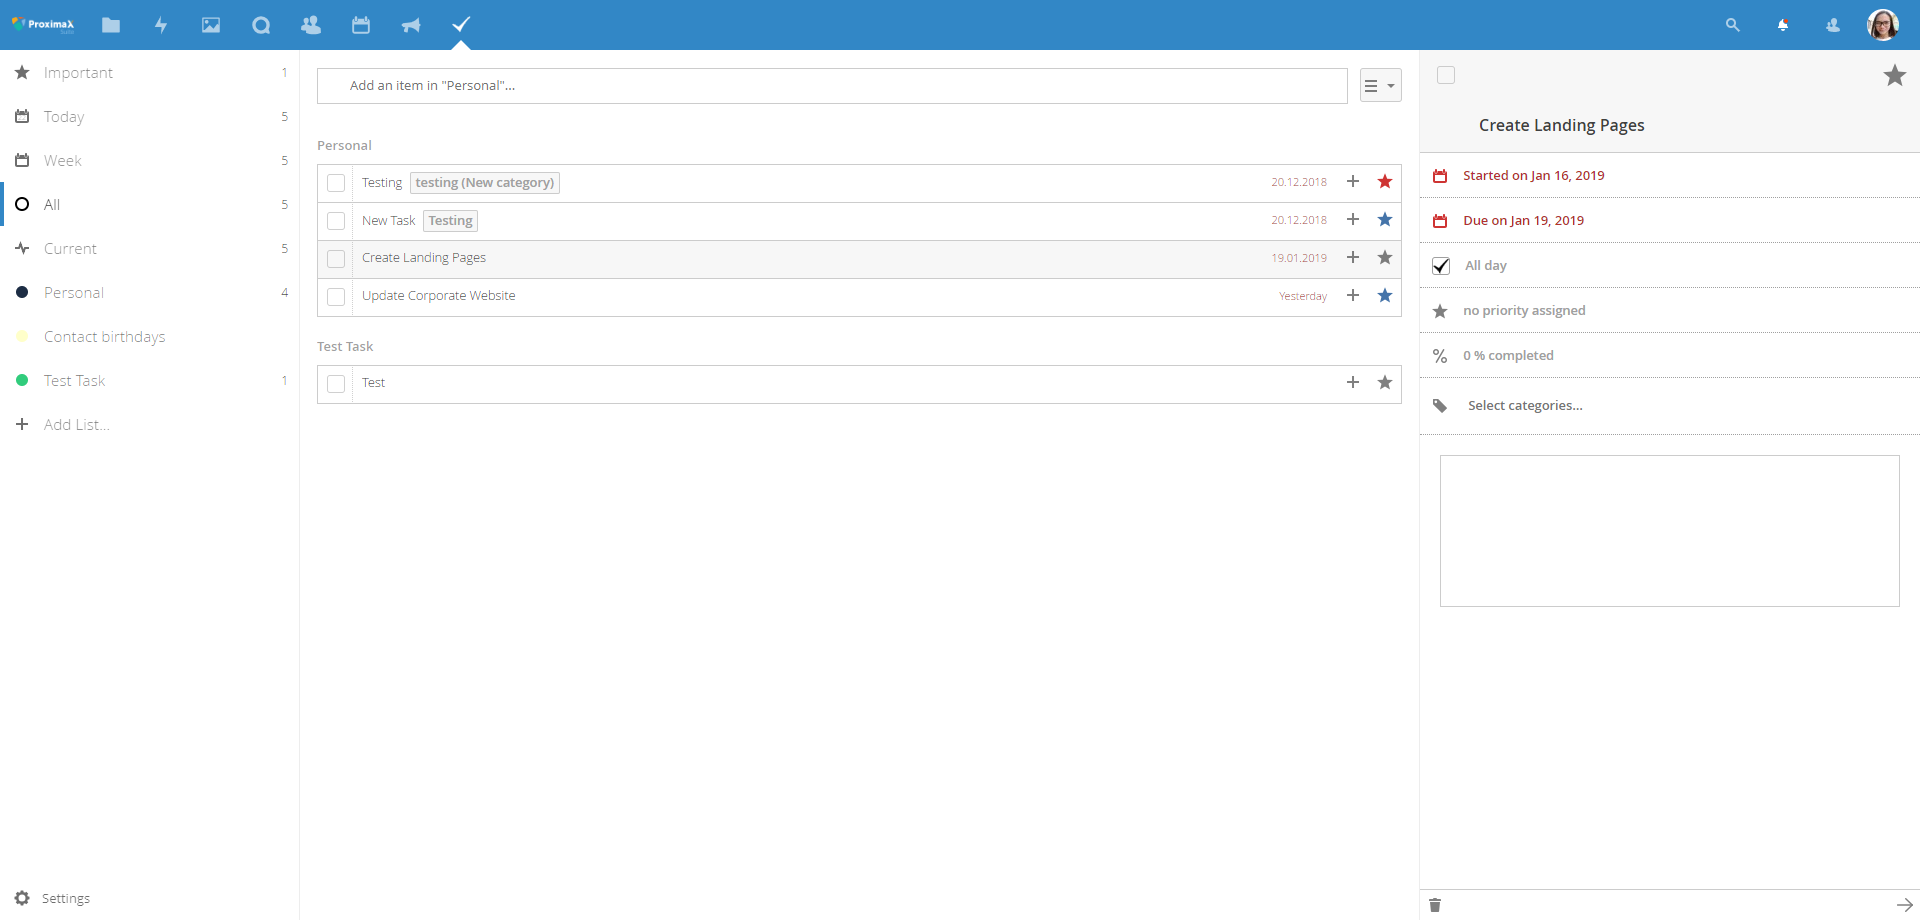 ProximaX
Important 1
Today 5
Week 5
All 5
Current 5
Personal 4
Contact birthdays
Test Task 1
Add List...
Settings
Add an item in "Personal"...
Personal
Testing testing (New category) 20.12.2018
New Task Testing 20.12.2018
Create Landing Pages 19.01.2019
Update Corporate Website Yesterday
Test Task
Test
Create Landing Pages
Started on Jan 16, 2019
Due on Jan 19, 2019
All day
no priority assigned
0 % completed
Select categories...